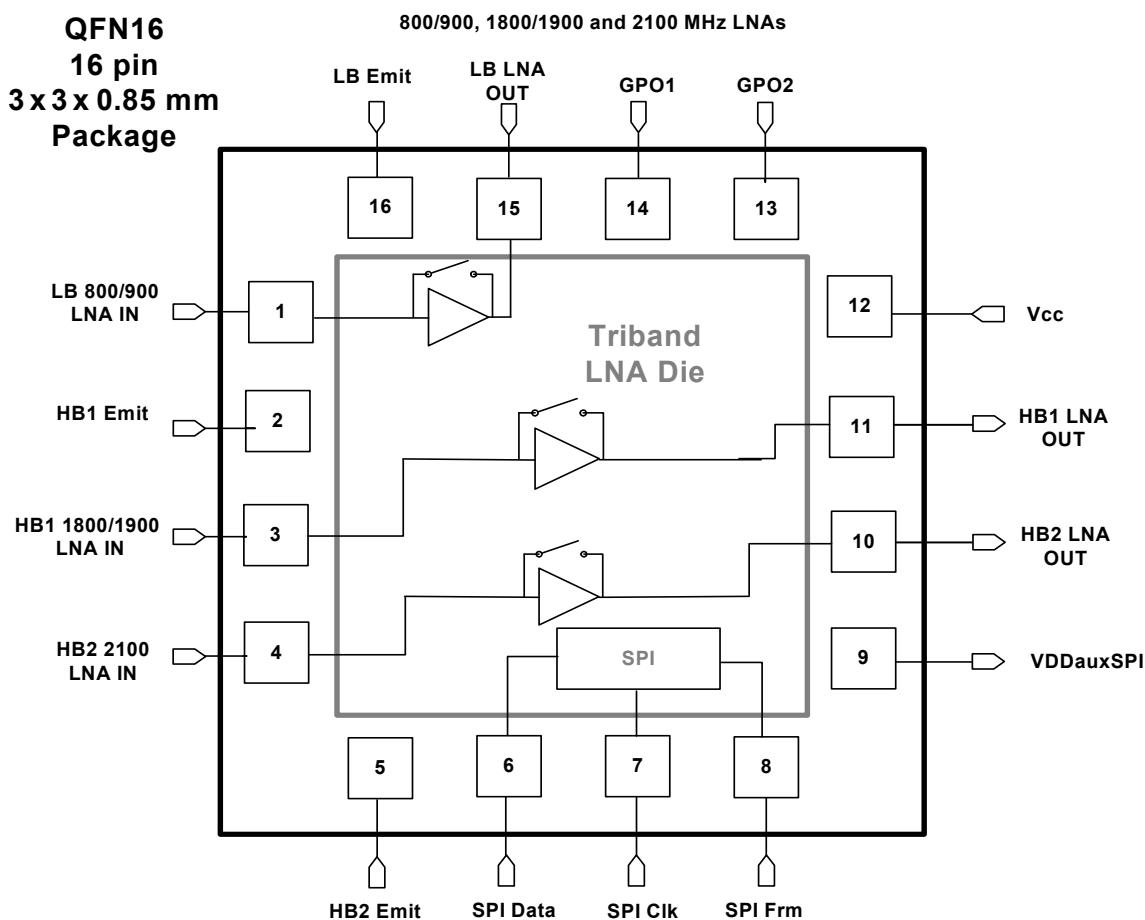 QFN16
16 pin
3 x 3 x 0.85 mm
Package
800/900, 1800/1900 and 2100 MHz LNAs
LB Emit
LB LNA
OUT
GPO1
GPO2
16
15
14
13
LB 800/900
LNA IN
1
12
Vcc
Triband
LNA Die
HB1 Emit
2
11
HB1 LNA
OUT
HB1 1800/1900
LNA IN
3
10
HB2 LNA
OUT
HB2 2100
LNA IN
4
SPI
9
VDDauxSPI
5
6
7
8
HB2 Emit
SPI Data
SPI Clk
SPI Frm